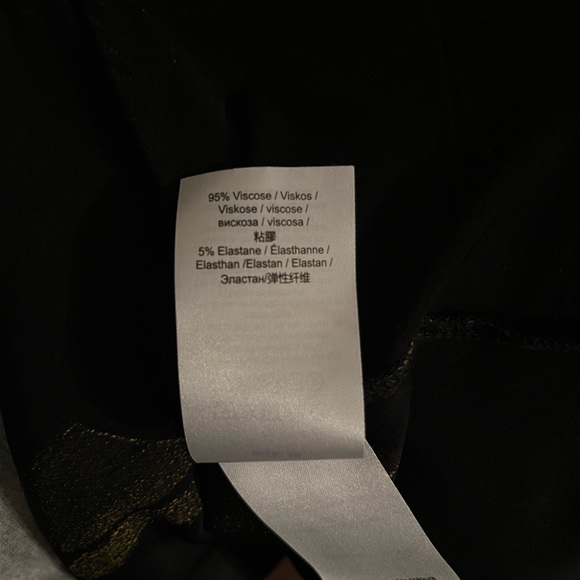 95% Viscose / Viskos /
Viskose / viscose /
вискоза / viscosa /
粘膠
5% Elastane / Élasthanne /
Elasthan /Elastan / Elastan /
Эластан/弹性纤维